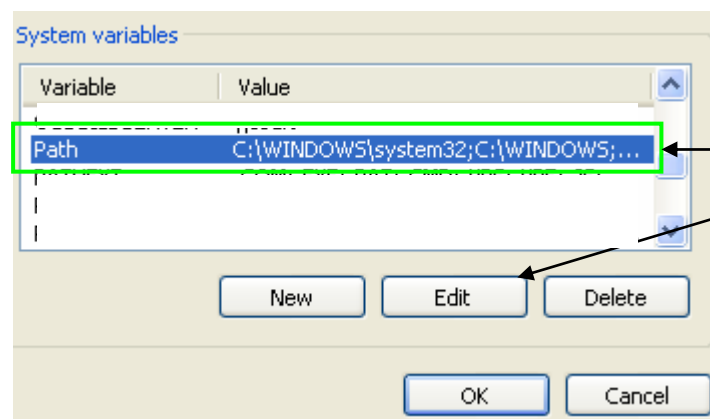 System variables
Variable Value
Path C:\WINDOWS\system32;C:\WINDOWS;...
New Edit Delete
OK Cancel